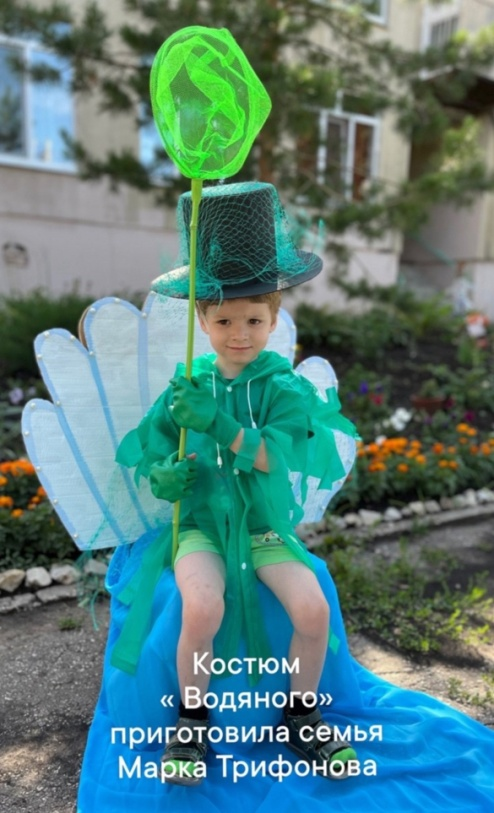 Костюм
« Водяного»
приготовила семья
Марка Трифонова